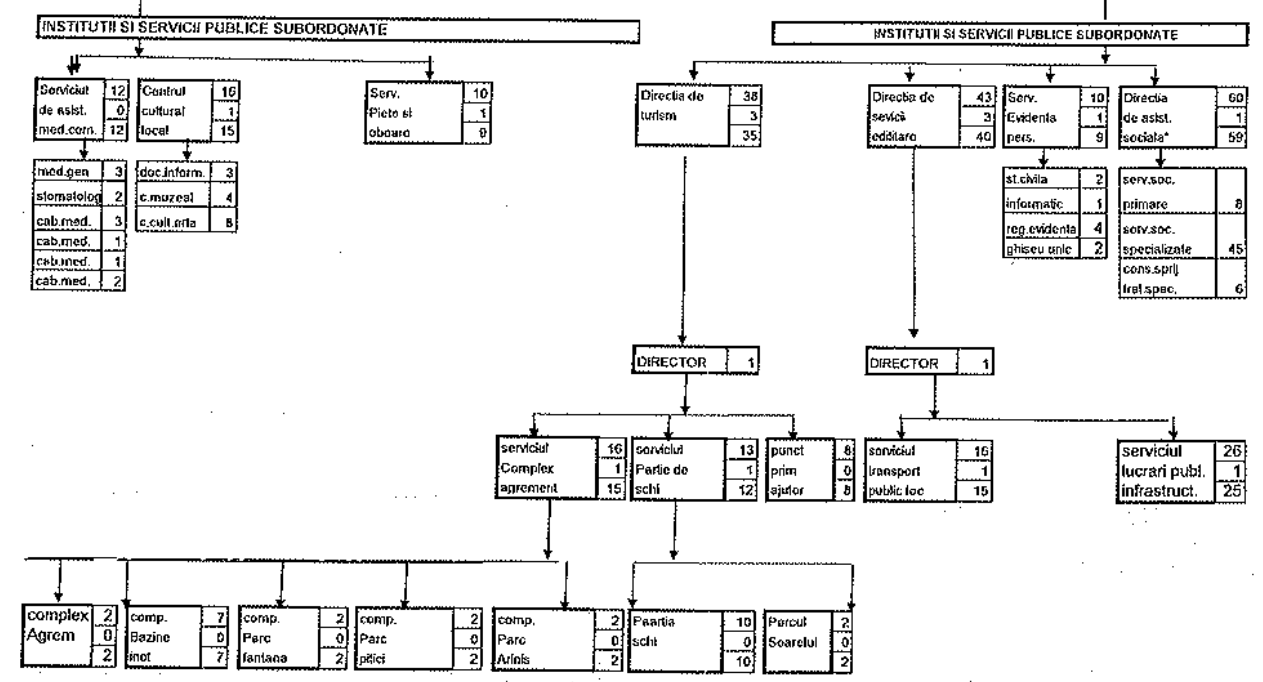 INSTITUTII SI SERVICII PUBLICE SUBORDONATE
INSTITUTII SI SERVICII PUBLICE SUBORDONATE
Serviciul 12
de asist. 0
med.com. 12
Centrul 16
cultural 1
local 15
Serv. 10
Piete si 1
oboare 9
Directia de 38
turism 3
35
Directia de 43
sevicii 3
edilitare 40
Serv. 10
Evidenta 1
pers. 9
Directia 60
de asist. 1
sociala* 59
med.gen 3
stomatolog 2
cab.med. 3
cab.med. 1
cab.med. 1
cab.med. 2
doc.inform. 3
c.muzeal 4
c.cult.arta 8
st.civila 2
informatic 1
reg.evidenta 4
ghiseu unic 2
serv.soc.
primare 8
serv.soc.
specializate 45
cons.sprij
trat.spec. 6
DIRECTOR 1
DIRECTOR 1
serviciul 16
Complex 1
agrement 15
serviciul 13
Partie de 1
schi 12
punct 8
prim 0
ajutor 8
serviciul 16
transport 1
public loc 15
serviciul 26
lucrari publ. 1
infrastruct. 25
complex 2
Agrem 0
2
comp. 7
Bazine 0
inot 7
comp. 2
Parc 0
fantana 2
comp. 2
Parc 0
pitici 2
comp. 2
Parc 0
Arinis 2
Paartia 10
schi 0
10
Parcul 2
Soarelui 0
2